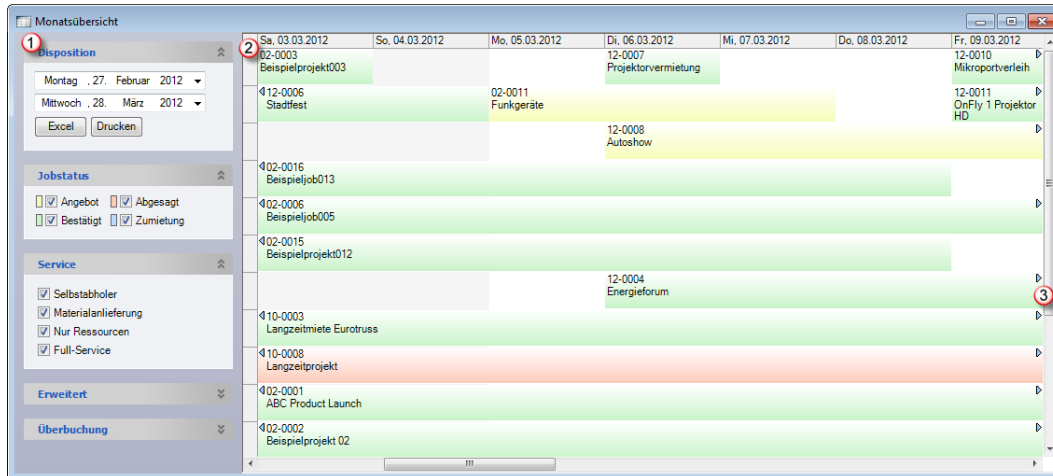 Monatsübersicht
1
Disposition
Montag , 27. Februar 2012
Mittwoch , 28. März 2012
Excel Drucken
Jobstatus
Angebot Abgesagt
Bestätigt Zumietung
Service
Selbstabholer
Materialanlieferung
Nur Ressourcen
Full-Service
Erweitert
Überbuchung
2
Sa, 03.03.2012 So, 04.03.2012 Mo, 05.03.2012 Di, 06.03.2012 Mi, 07.03.2012 Do, 08.03.2012 Fr, 09.03.2012
02-0003 12-0007 12-0010
Beispielprojekt003 Projektorvermietung Mikroportverleih
12-0006 02-0011 12-0011
Stadtfest Funkgeräte OnFly 1 Projektor
HD
12-0008
Autoshow
02-0016
Beispieljob013
02-0006
Beispieljob005
02-0015
Beispielprojekt012
12-0004
Energieforum
3
10-0003
Langzeitmiete Eurotruss
10-0008
Langzeitprojekt
02-0001
ABC Product Launch
02-0002
Beispielprojekt 02